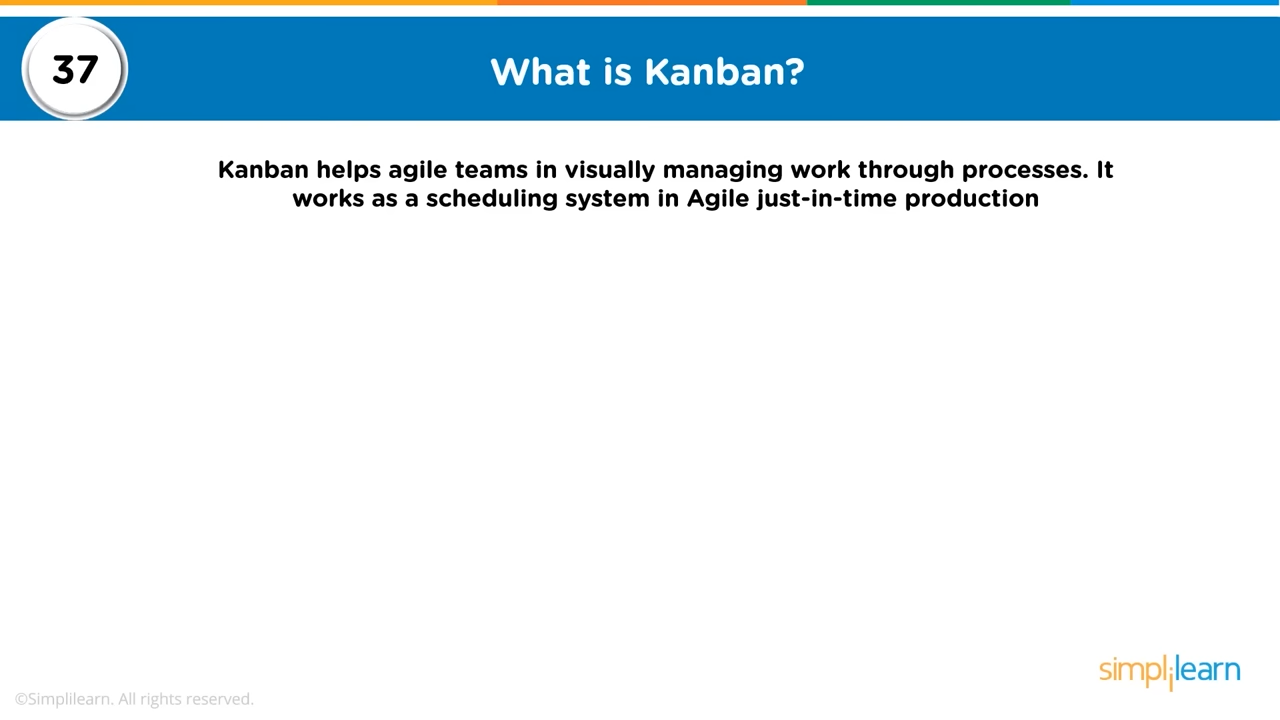 37
What is Kanban?
Kanban helps agile teams in visually managing work through processes. It
works as a scheduling system in Agile just-in-time production
simplilearn
©Simplilearn. All rights reserved.